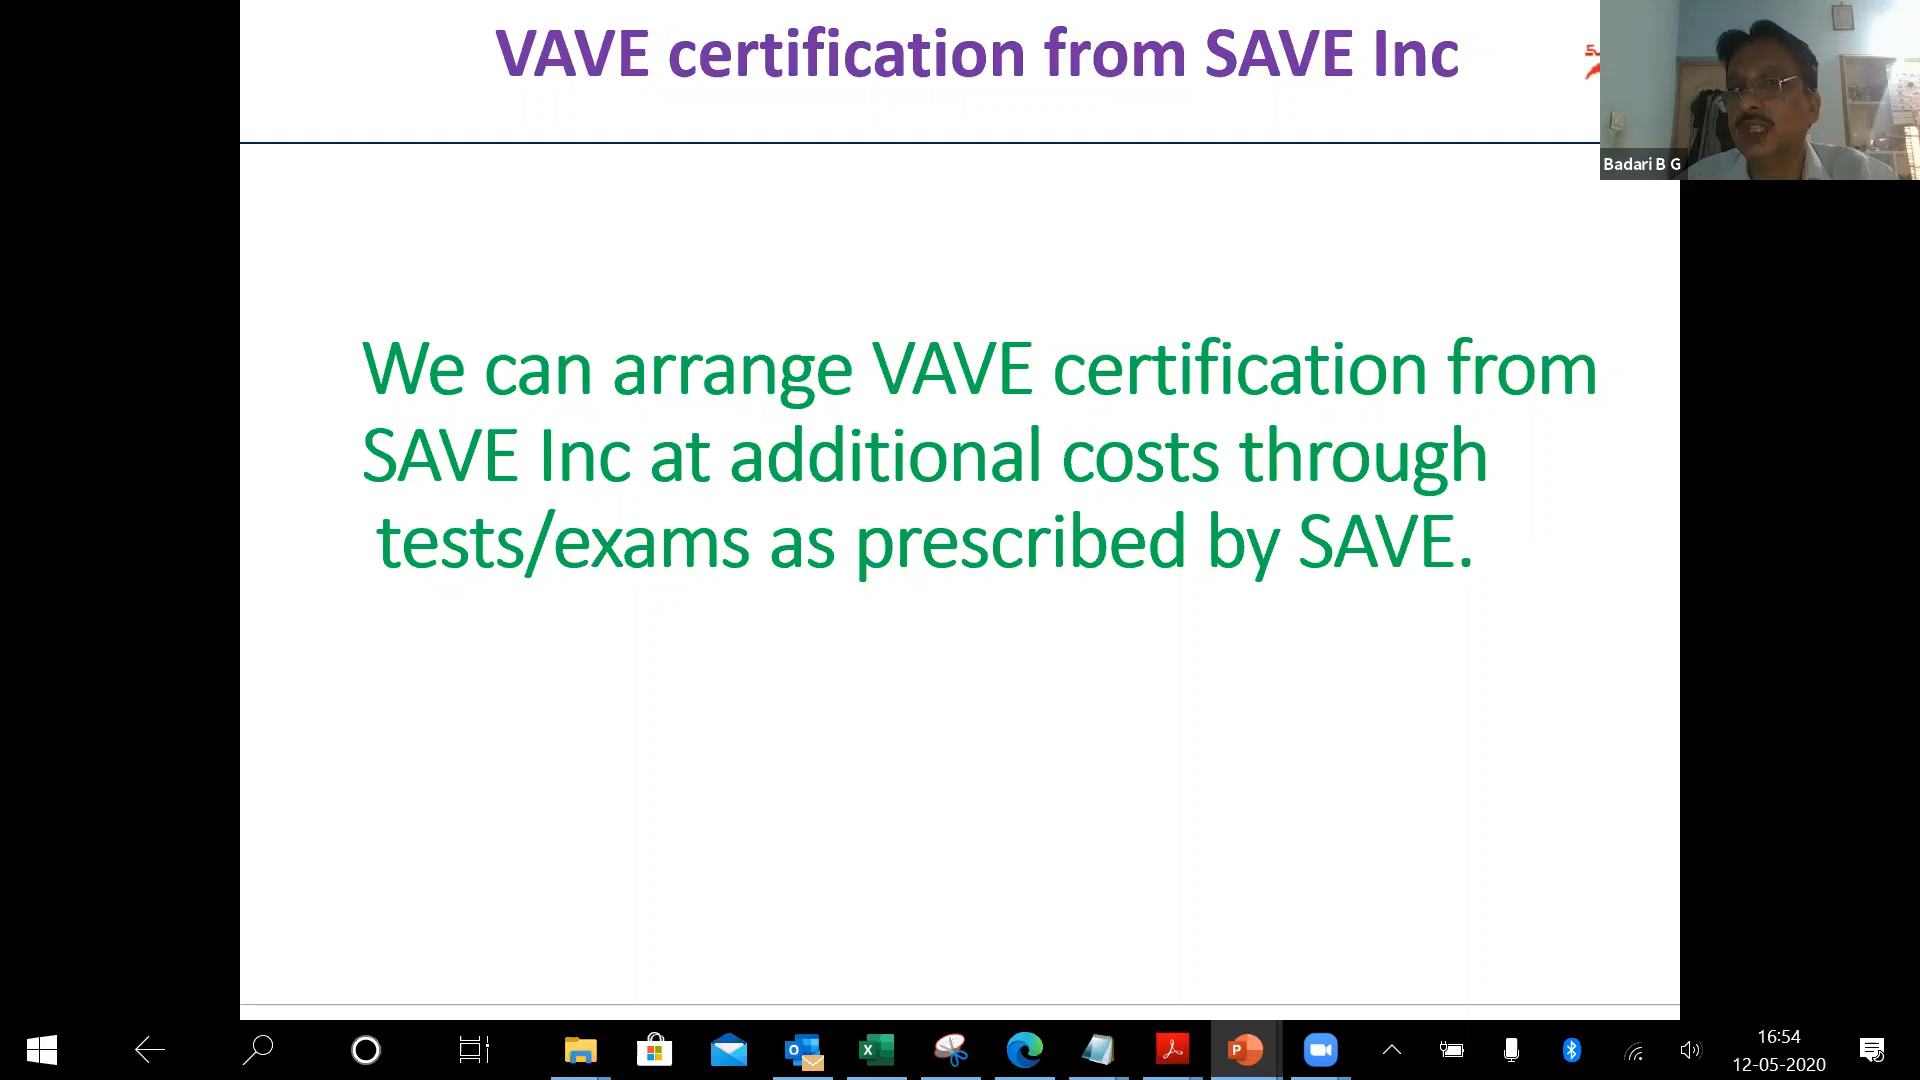 VAVE certification from SAVE Inc
Badari B G
We can arrange VAVE certification from
SAVE Inc at additional costs through
tests/exams as prescribed by SAVE.
16:54
12-05-2020